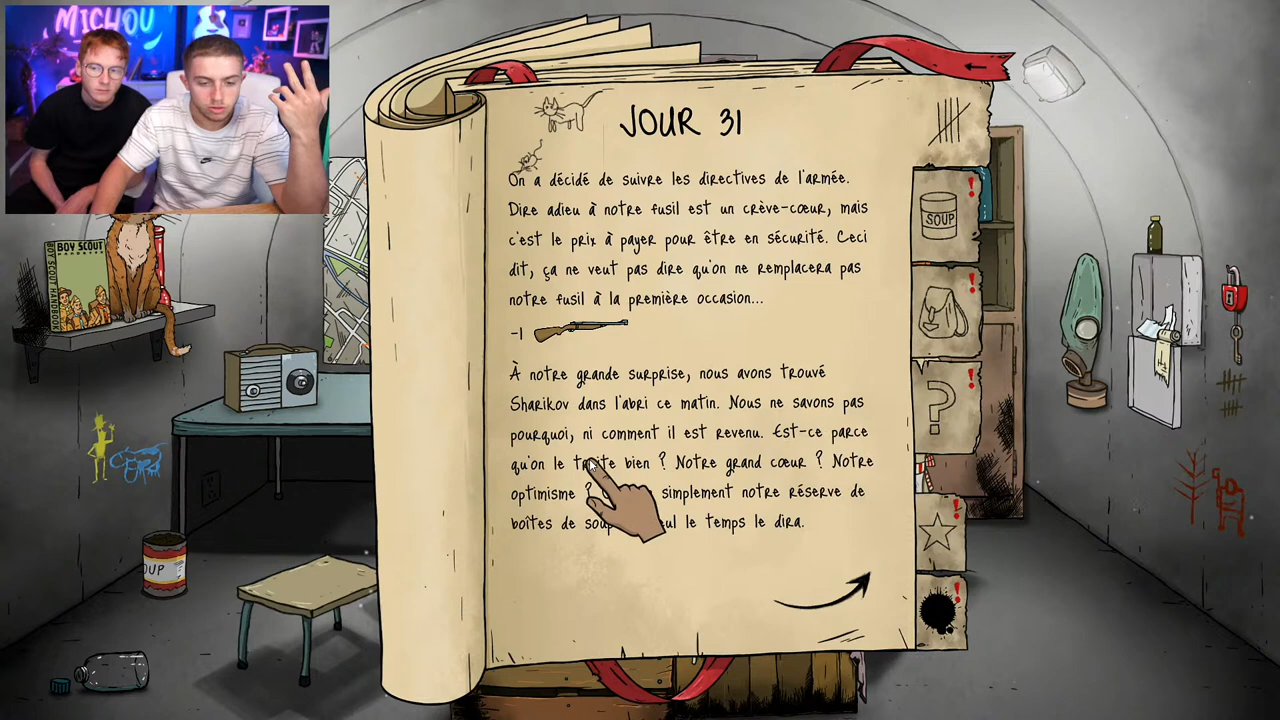 MICHOU
JOUR 31
On a décidé de suivre les directives de l'armée.
Dire adieu à notre fusil est un crève-cœur, mais
c'est le prix à payer pour être en sécurité. Ceci
dit, ça ne veut pas dire qu'on ne remplacera pas
notre fusil à la première occasion...
-1
À notre grande surprise, nous avons trouvé
Sharikov dans l'abri ce matin. Nous ne savons pas
pourquoi, ni comment il est revenu. Est-ce parce
qu'on le traite bien ? Notre grand cœur ? Notre
optimisme ? simplement notre réserve de
boîtes de le temps le dira.
SOUP
!
!
?
!
!
!
BOY SCOUT
BOY SCOUT HANDBOOK
OUP